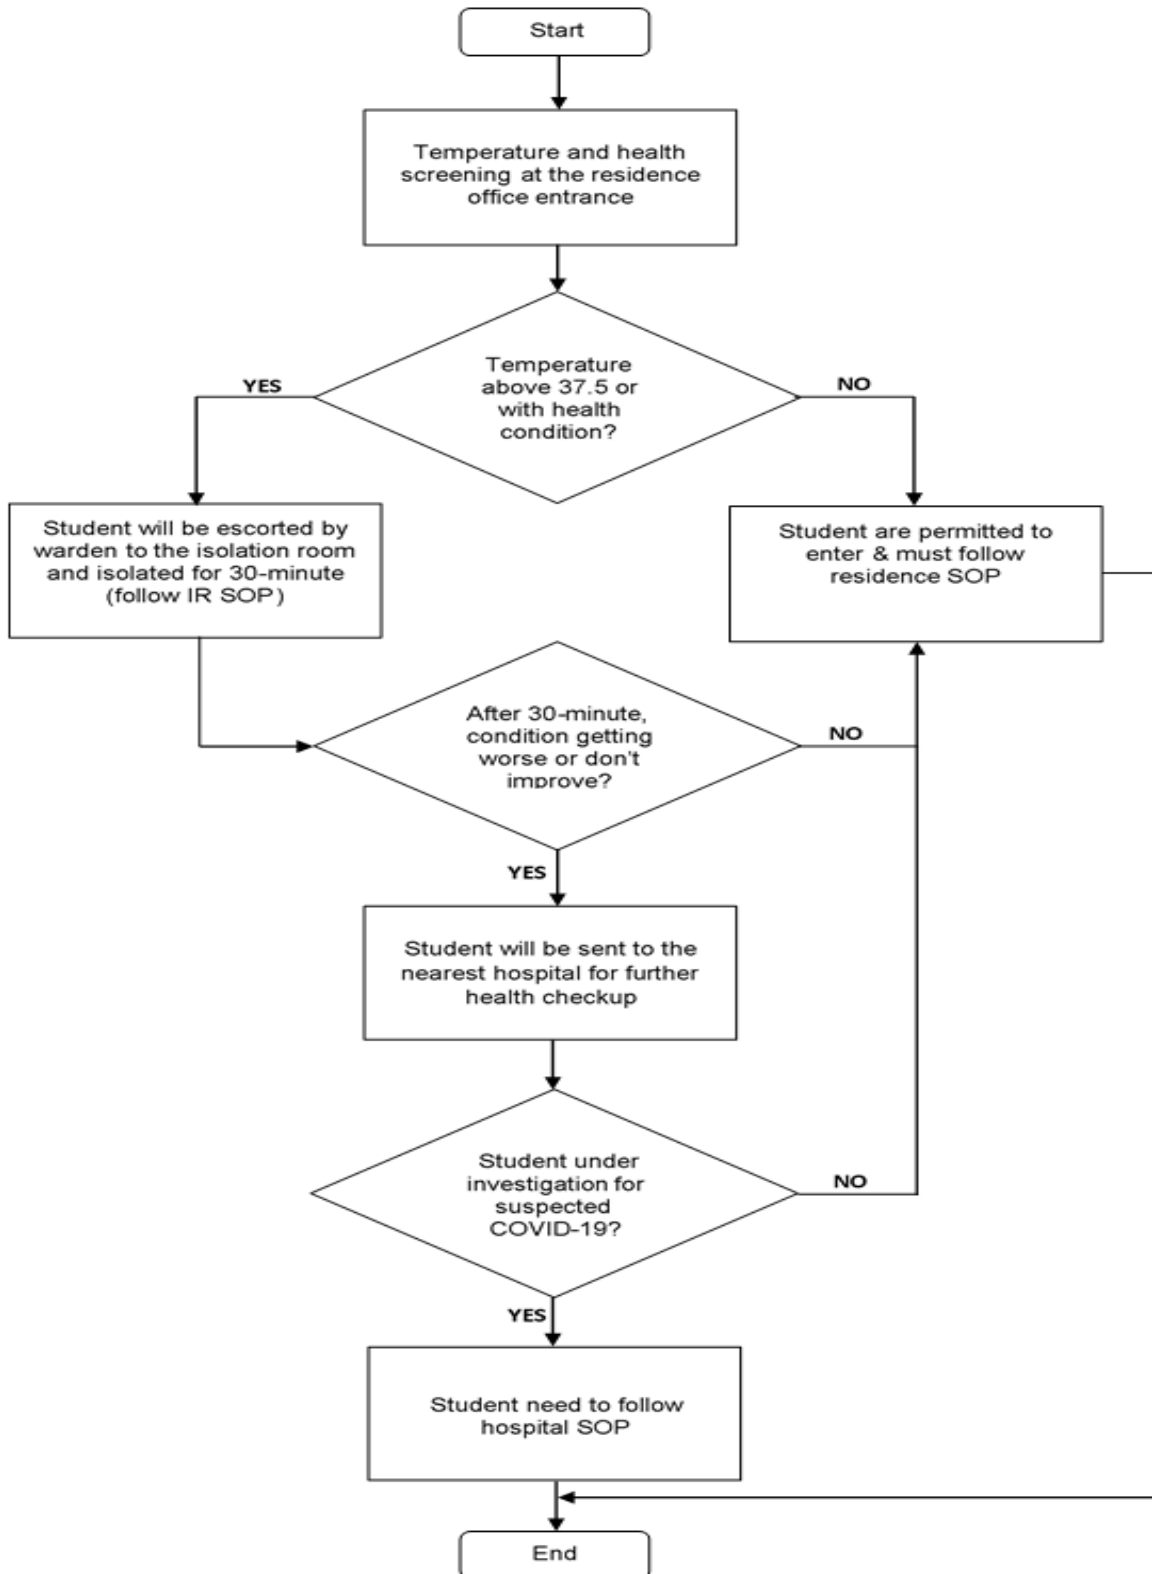 Start
Temperature and health
screening at the residence
office entrance
Temperature
above 37.5 or
with health
condition?
YES
NO
Student will be escorted by
warden to the isolation room
and isolated for 30-minute
(follow IR SOP)
Student are permitted to
enter & must follow
residence SOP
After 30-minute,
condition getting
worse or don't
improve?
NO
YES
Student will be sent to the
nearest hospital for further
health checkup
Student under
investigation for
suspected
COVID-19?
NO
YES
Student need to follow
hospital SOP
End